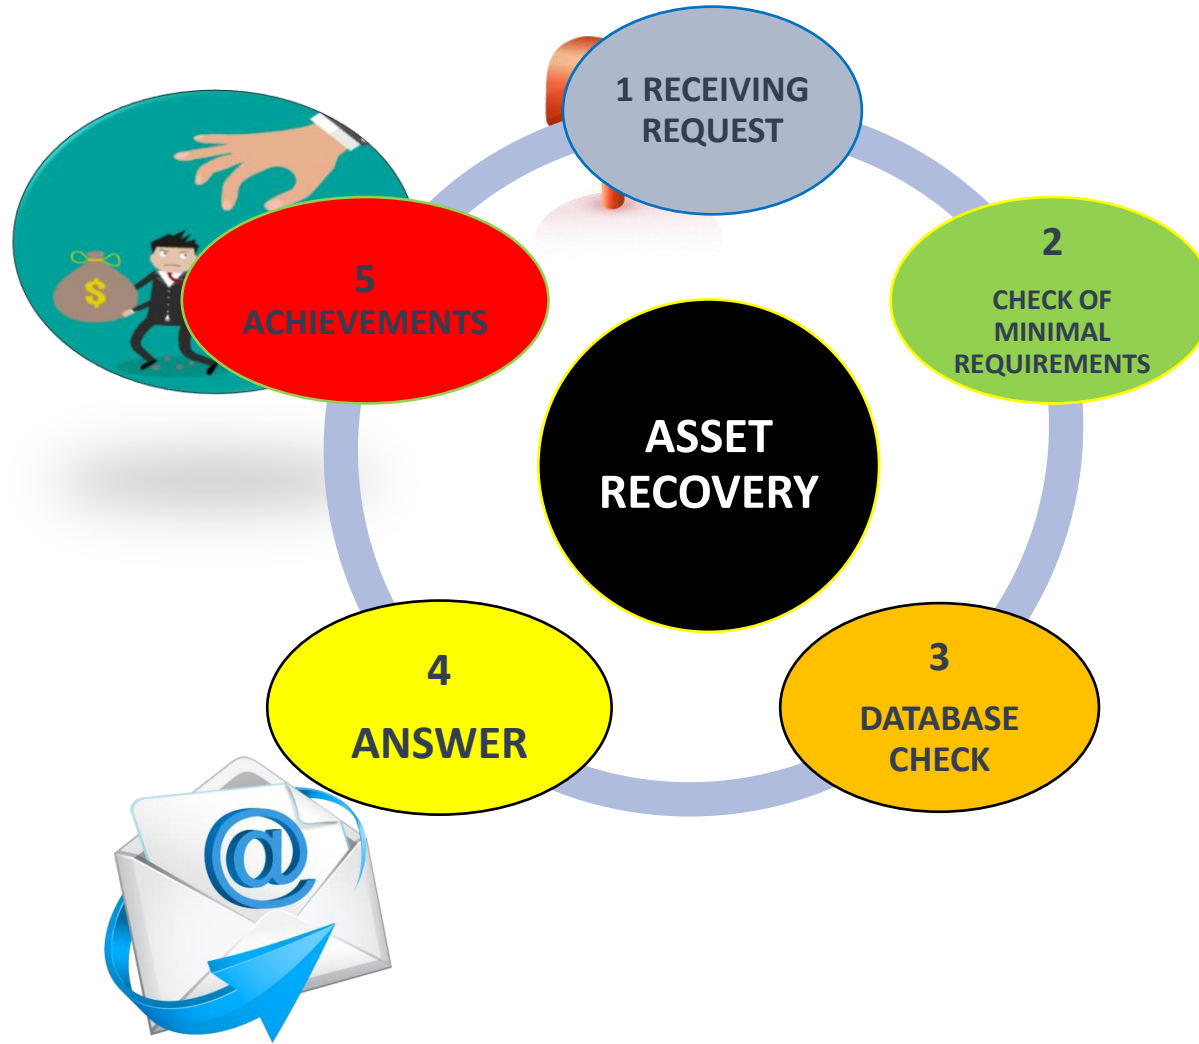 1 RECEIVING
REQUEST
2
CHECK OF
MINIMAL
REQUIREMENTS
3
DATABASE
CHECK
4
ANSWER
5
ACHIEVEMENTS
ASSET
RECOVERY
$
@